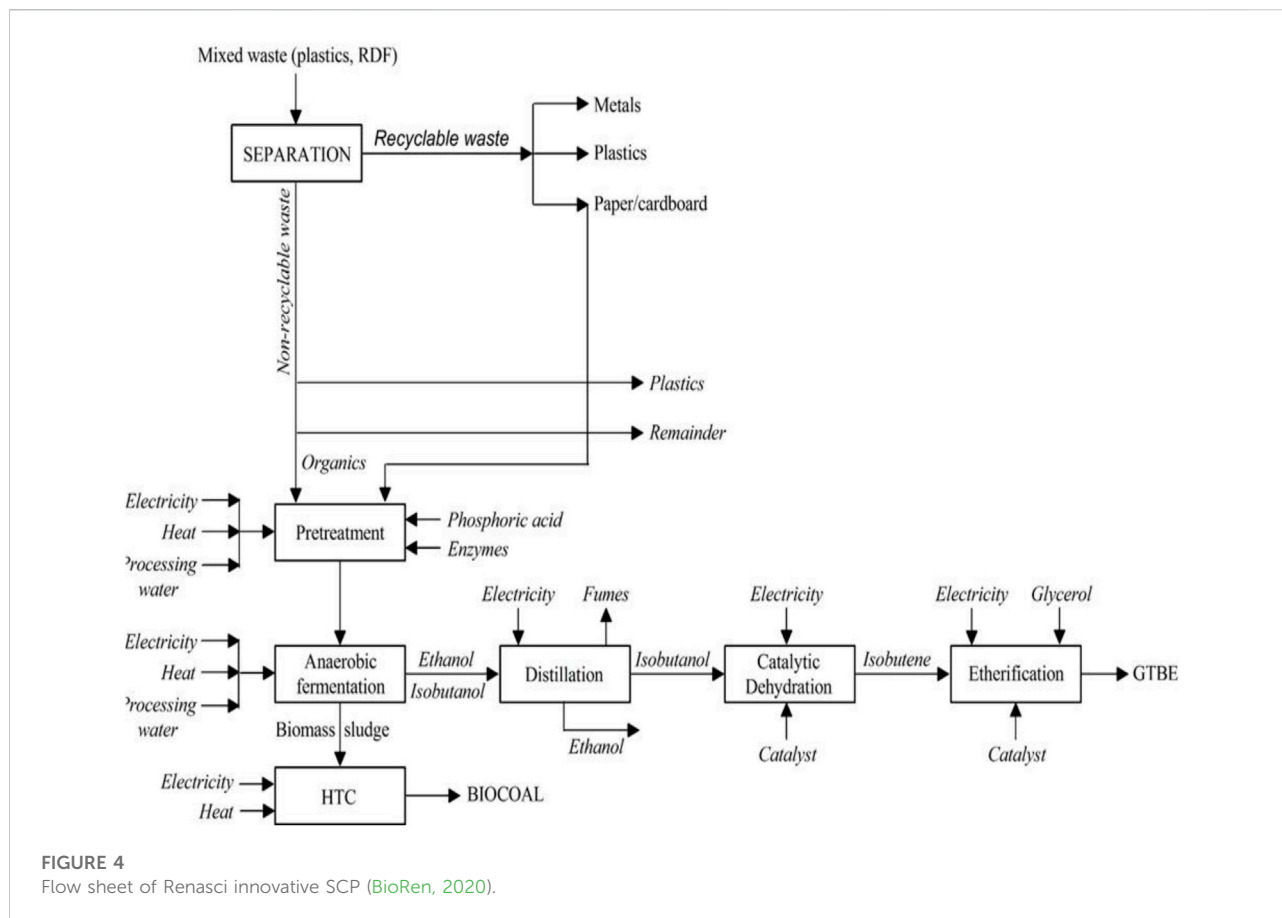 Mixed waste (plastics, RDF)
Metals
SEPARATION
Recyclable waste
Plastics
Paper/cardboard
Non-recyclable waste
Plastics
Remainder
Organics
Electricity
Heat
Processing
water
Pretreatment
Phosphoric acid
Enzymes
Electricity
Heat
Processing
water
Anaerobic
fermentation
Ethanol
Isobutanol
Electricity
Fumes
Distillation
Ethanol
Isobutanol
Electricity
Catalytic
Dehydration
Catalyst
Isobutene
Electricity
Glycerol
Etherification
Catalyst
GTBE
Biomass sludge
Electricity
Heat
HTC
BIOCOAL
FIGURE 4
Flow sheet of Renasci innovative SCP (BioRen, 2020).